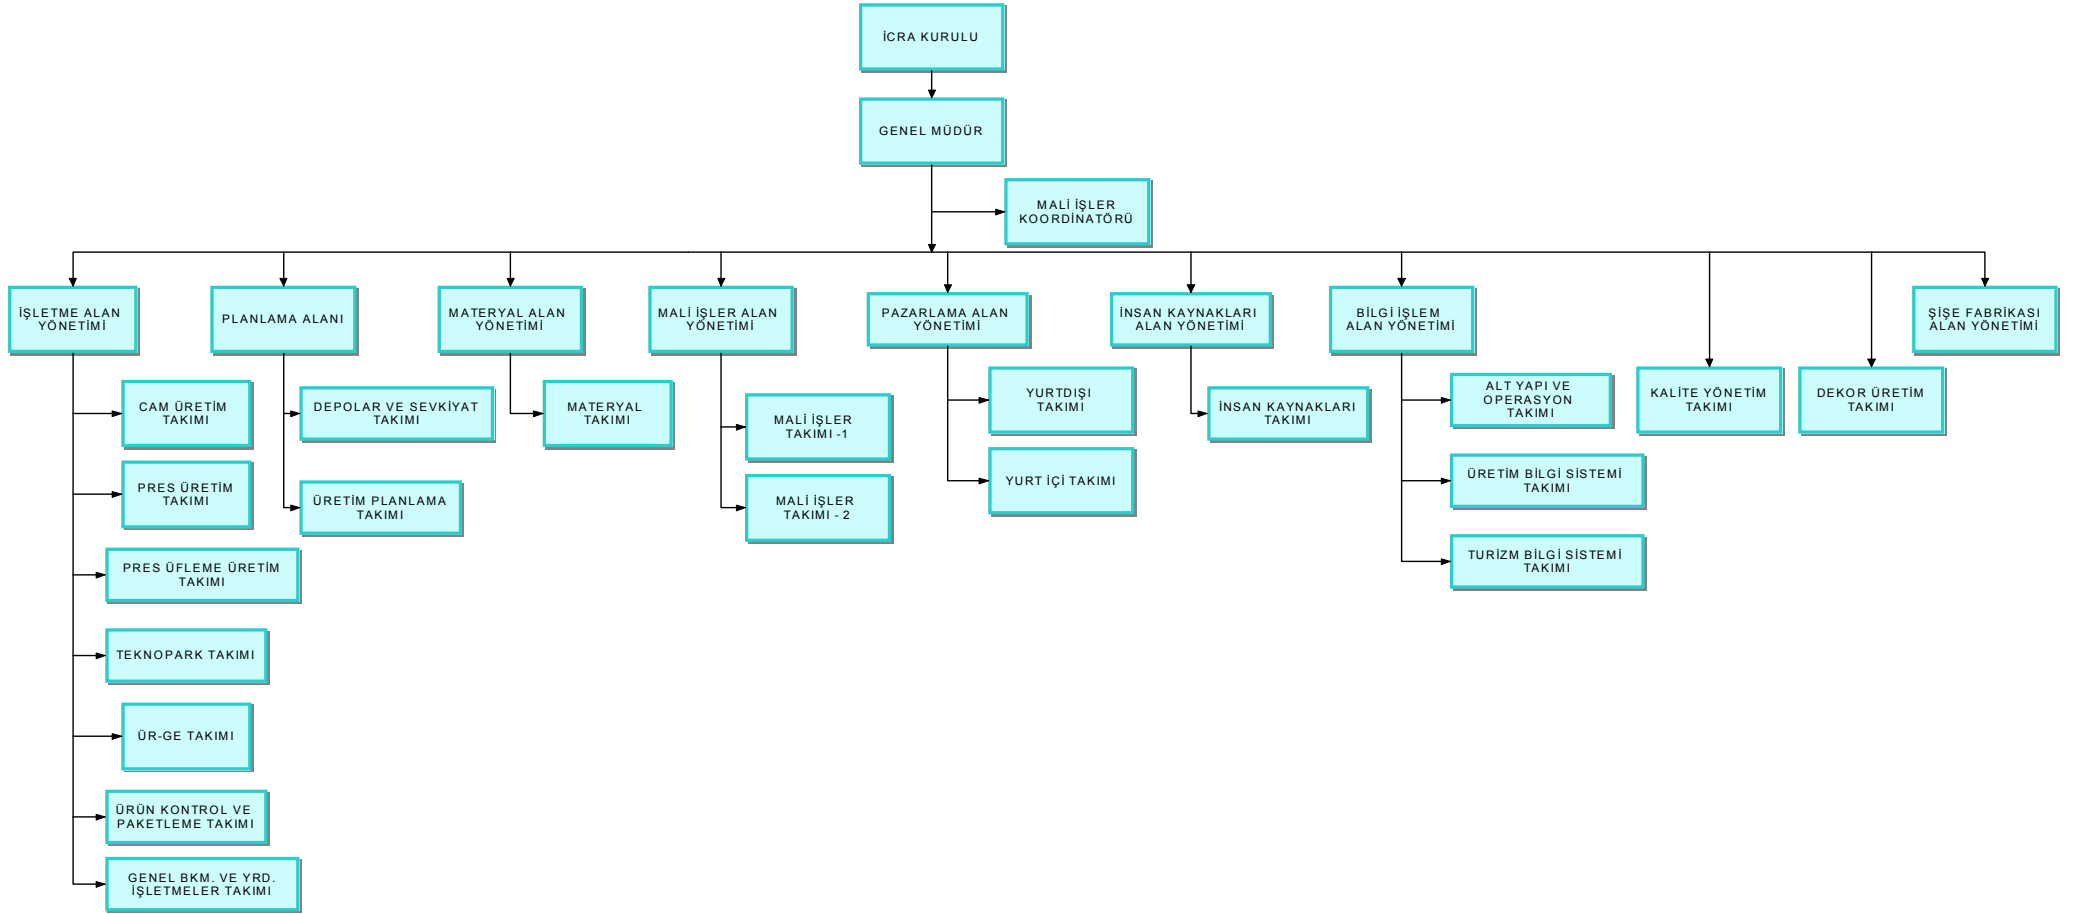 İCRA KURULU
GENEL MÜDÜR
MALİ İŞLER
KOORDİNATÖRÜ
İŞLETME ALAN
YÖNETİMİ
PLANLAMA ALANI
MATERYAL ALAN
YÖNETİMİ
MALİ İŞLER ALAN
YÖNETİMİ
PAZARLAMA ALAN
YÖNETİMİ
İNSAN KAYNAKLARI
ALAN YÖNETİMİ
BİLGİ İŞLEM
ALAN YÖNETİMİ
ŞİŞE FABRİKASI
ALAN YÖNETİMİ
CAM ÜRETİM
TAKIMI
PRES ÜRETİM
TAKIMI
PRES ÜFLEME ÜRETİM
TAKIMI
TEKNOPARK TAKIMI
ÜR-GE TAKIMI
ÜRÜN KONTROL VE
PAKETLEME TAKIMI
GENEL BKM. VE YRD.
İŞLETMELER TAKIMI
DEPOLAR VE SEVKİYAT
TAKIMI
ÜRETİM PLANLAMA
TAKIMI
MATERYAL
TAKIMI
MALİ İŞLER
TAKIMI -1
MALİ İŞLER
TAKIMI - 2
YURTDIŞI
TAKIMI
YURT İÇİ TAKIMI
İNSAN KAYNAKLARI
TAKIMI
ALT YAPI VE
OPERASYON
TAKIMI
ÜRETİM BİLGİ SİSTEMİ
TAKIMI
TURİZM BİLGİ SİSTEMİ
TAKIMI
KALİTE YÖNETİM
TAKIMI
DEKOR ÜRETİM
TAKIMI